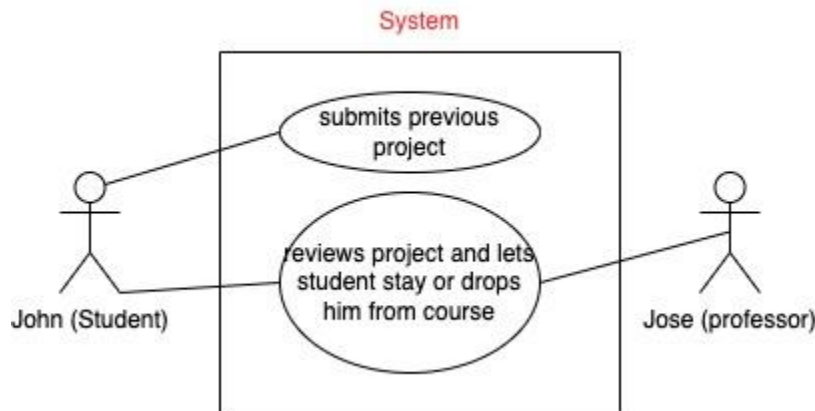 System
submits previous
project
reviews project and lets
student stay or drops
him from course
John (Student)
Jose (professor)